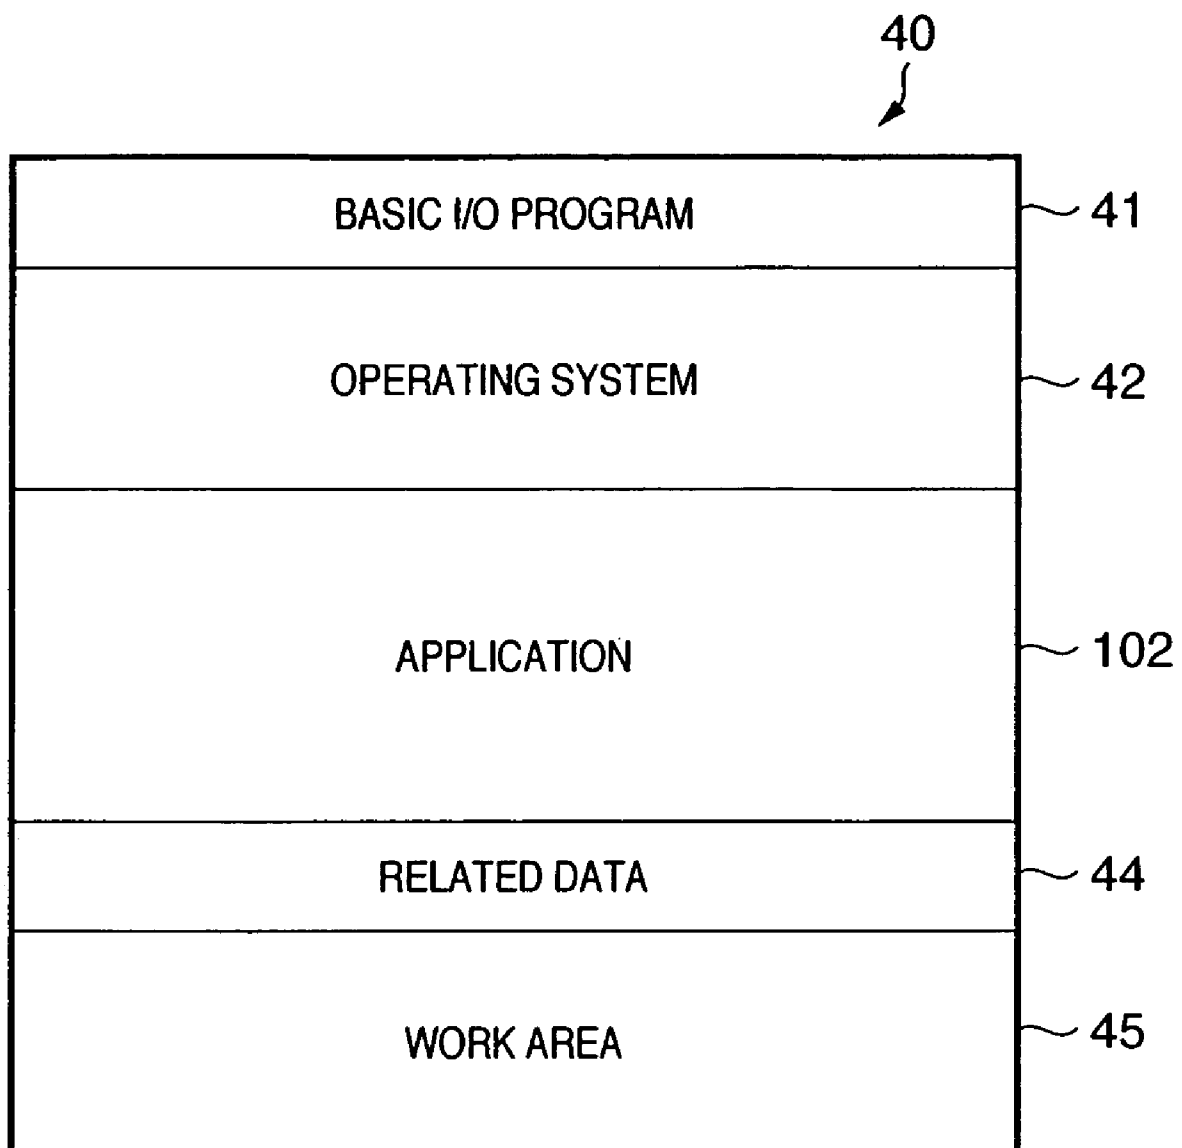 40
BASIC I/O PROGRAM 41
OPERATING SYSTEM 42
APPLICATION 102
RELATED DATA 44
WORK AREA 45